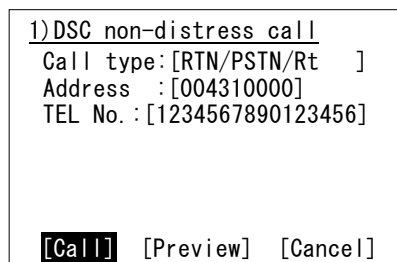 1)DSC non-distress call
Call type:[RTN/PSTN/Rt   ]
Address  :[004310000]
TEL No.:[1234567890123456]
[Call] [Preview] [Cancel]